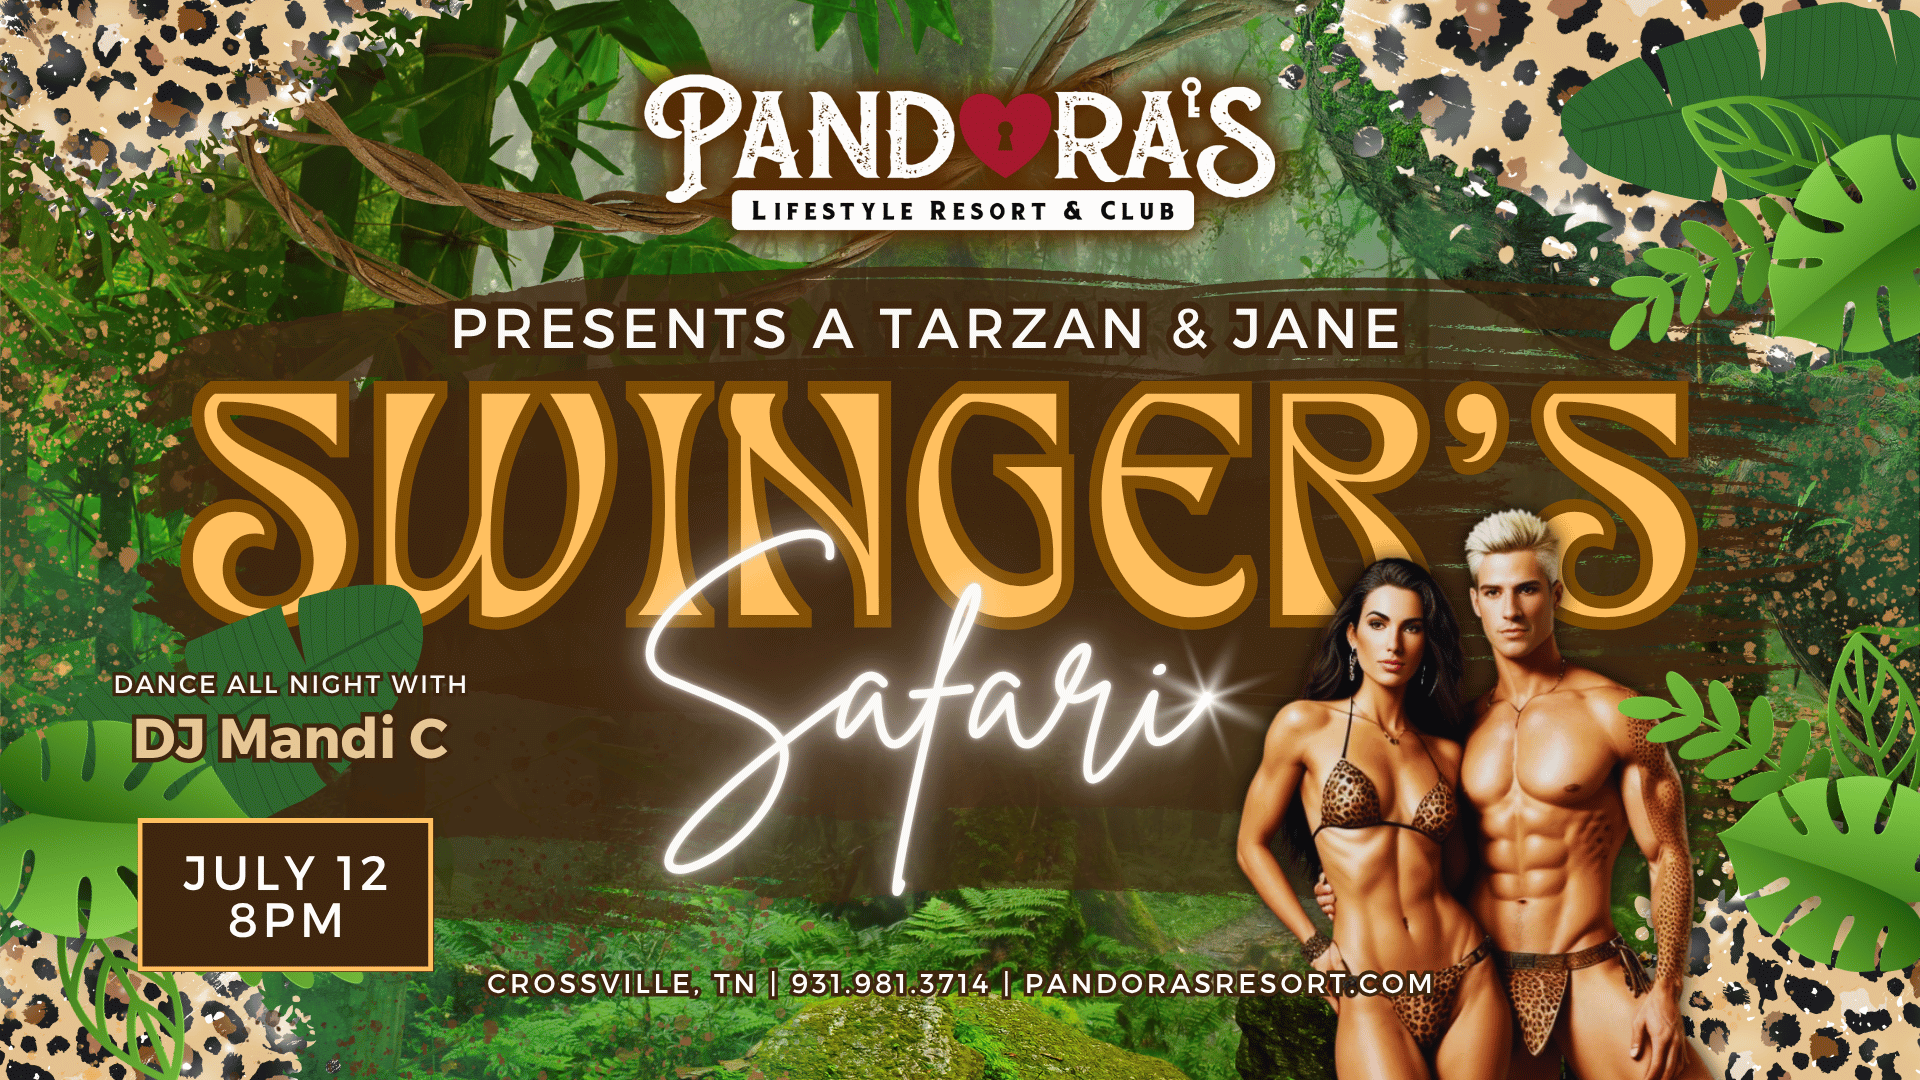 PANDORA'S
LIFESTYLE RESORT & CLUB
PRESENTS A TARZAN & JANE
SWINGER'S
Safari
DANCE ALL NIGHT WITH
DJ Mandi C
JULY 12
8PM
CROSSVILLE, TN | 931.981.3714 | PANDORASRESORT.COM